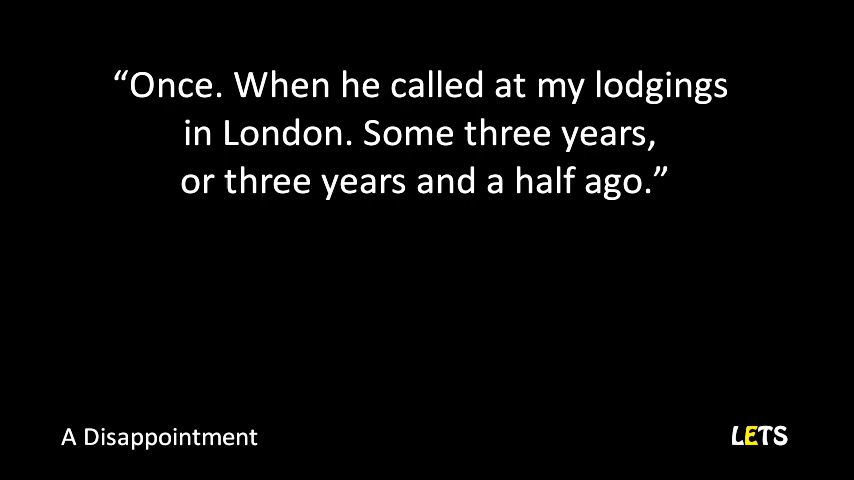 “Once. When he called at my lodgings
in London. Some three years,
or three years and a half ago.”
A Disappointment
LETS